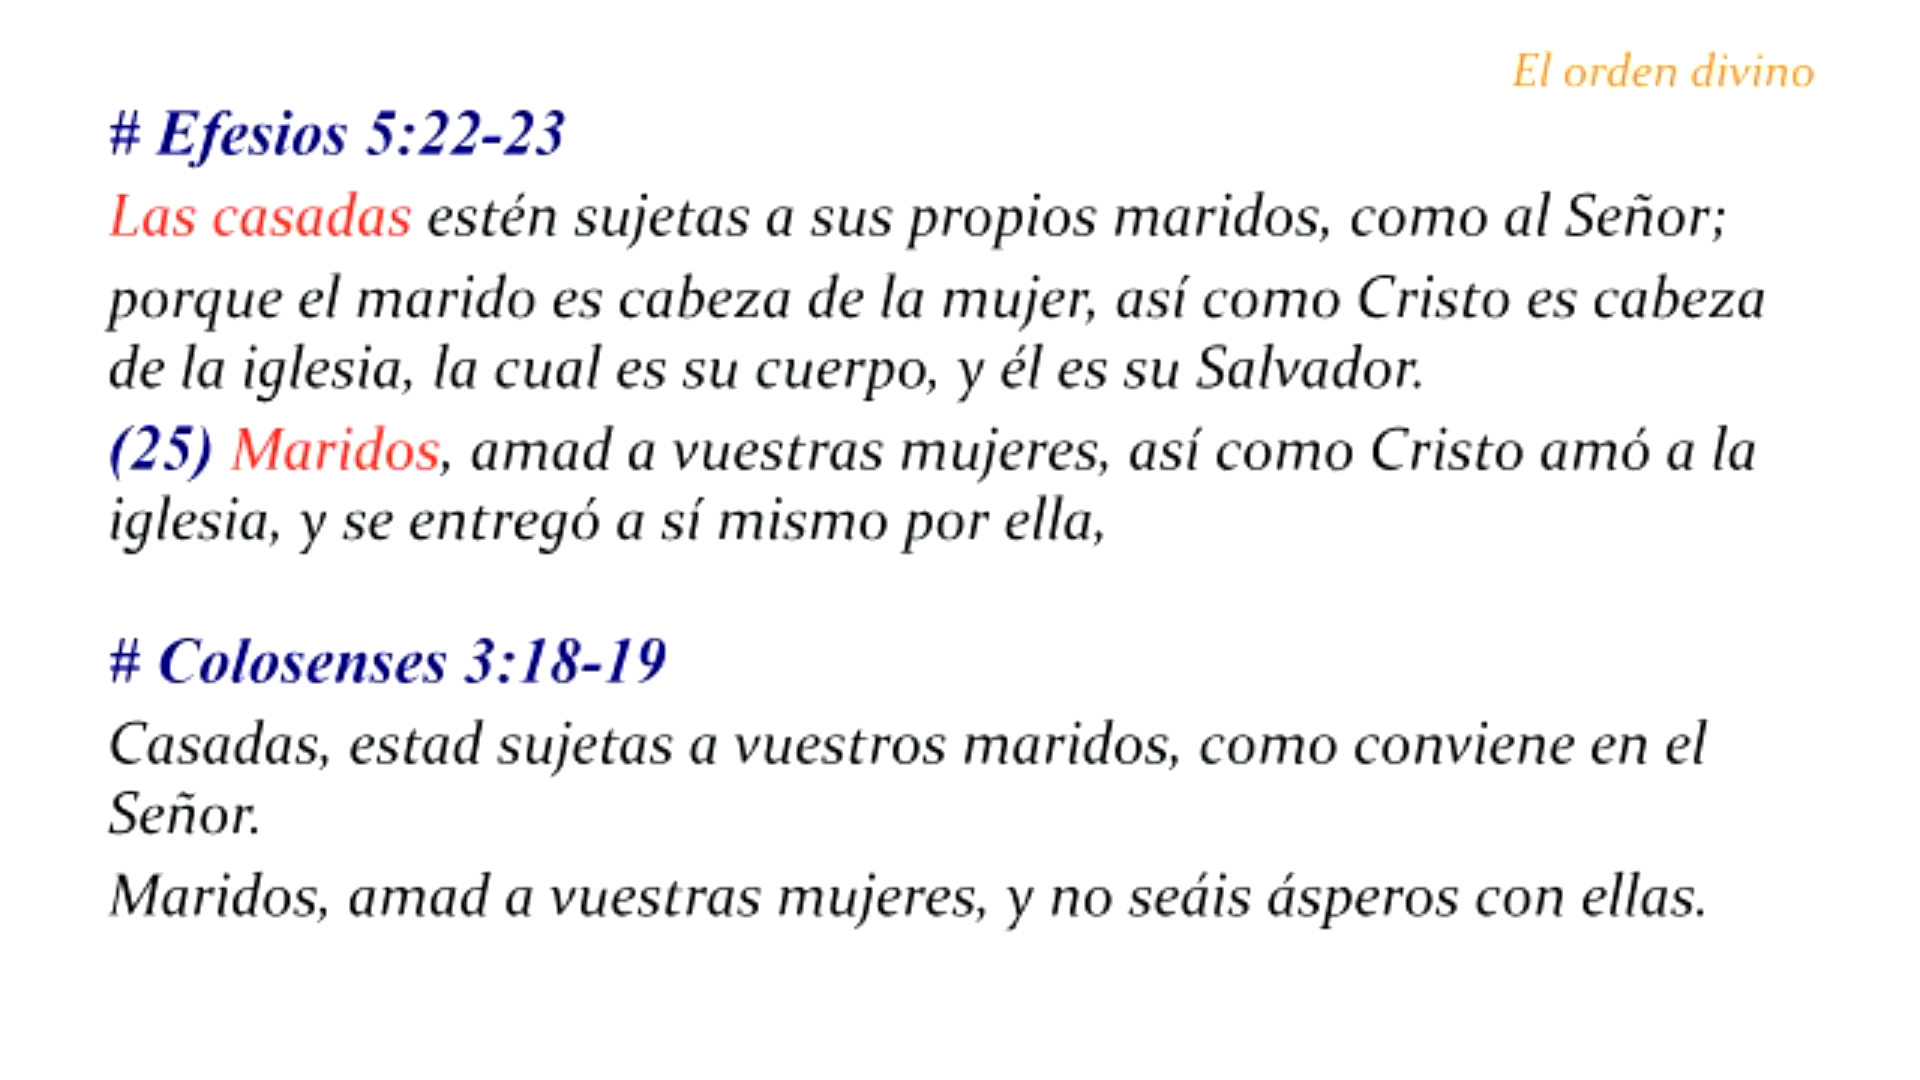 El orden divino
# Efesios 5:22-23
Las casadas estén sujetas a sus propios maridos, como al Señor;
porque el marido es cabeza de la mujer, así como Cristo es cabeza
de la iglesia, la cual es su cuerpo, y él es su Salvador.
(25) Maridos, amad a vuestras mujeres, así como Cristo amó a la
iglesia, y se entregó a sí mismo por ella,
# Colosenses 3:18-19
Casadas, estad sujetas a vuestros maridos, como conviene en el
Señor.
Maridos, amad a vuestras mujeres, y no seáis ásperos con ellas.